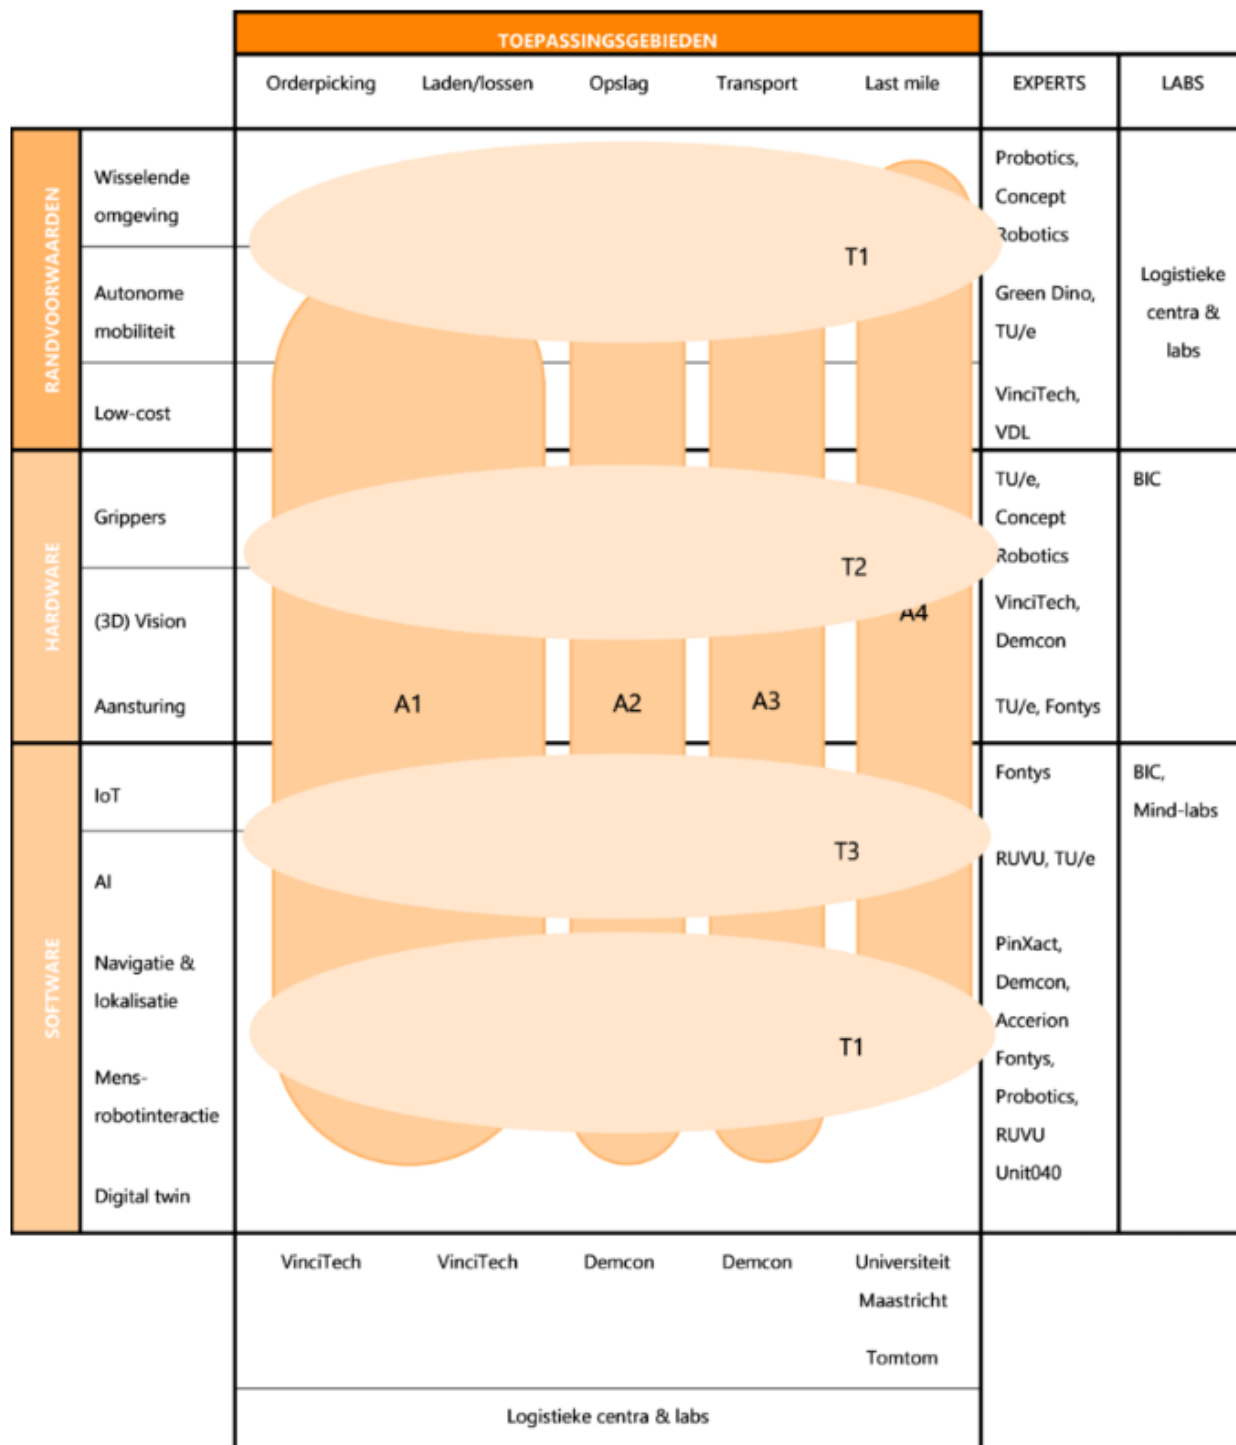 TOEPASSINGSGEBIEDEN
Orderpicking Laden/lossen Opslag Transport Last mile EXPERTS LABS
RANDVOORWAARDEN
Wisselende
omgeving
Autonome
mobiliteit
Low-cost
T1
Probotics,
Concept
Robotics
Green Dino,
TU/e
VinciTech,
VDL
Logistieke
centra &
labs
HARDWARE
Grippers
(3D) Vision
Aansturing
T2
A4
A1 A2 A3
TU/e,
Concept
Robotics
VinciTech,
Demcon
TU/e, Fontys
BIC
SOFTWARE
IoT
AI
Navigatie &
lokalisatie
Mens-
robotinteractie
Digital twin
T3
T1
Fontys
RUVU, TU/e
PinXact,
Demcon,
Accerion
Fontys,
Probotics,
RUVU
Unit040
BIC,
Mind-labs
VinciTech VinciTech Demcon Demcon Universiteit
Maastricht
Tomtom
Logistieke centra & labs